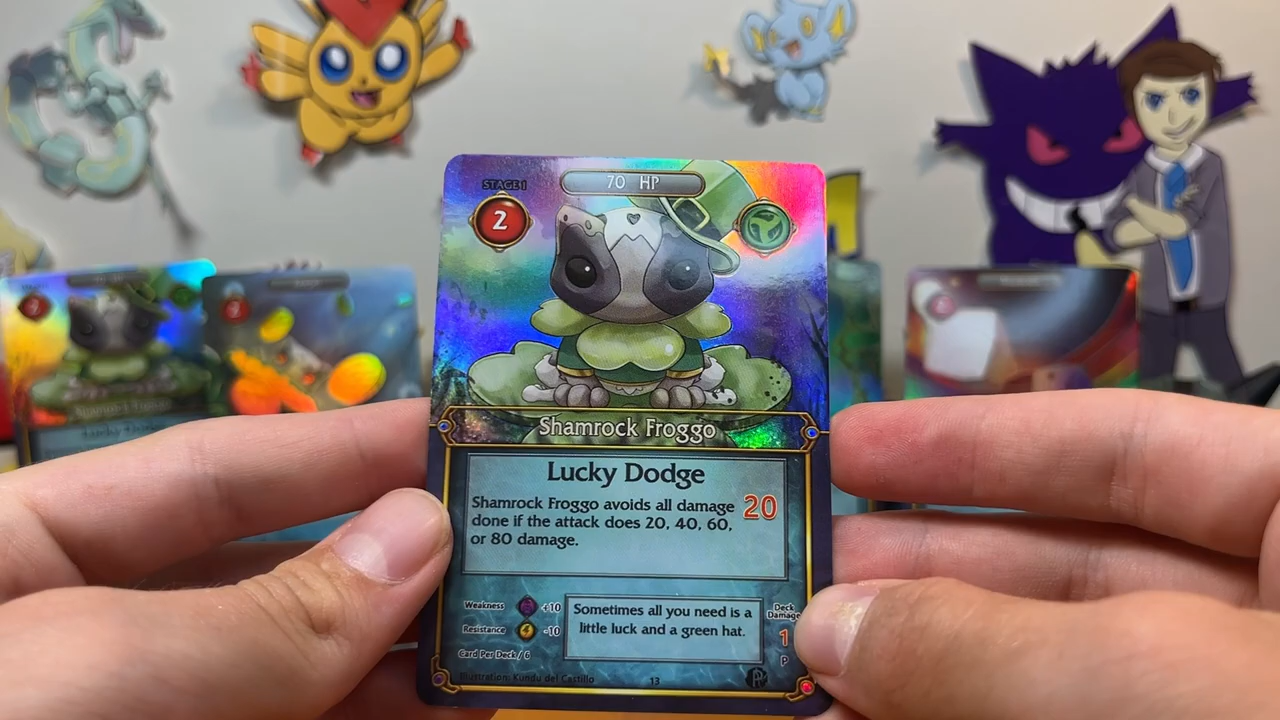 STAGE 1
70 HP
2
Shamrock Froggo
Lucky Dodge
Shamrock Froggo avoids all damage
done if the attack does 20, 40, 60,
or 80 damage.
20
Weakness +10
Resistance -10
Card Per Deck / 6
Sometimes all you need is a
little luck and a green hat.
Deck
Damage
1
P
Illustration: Kundu del Castillo
13